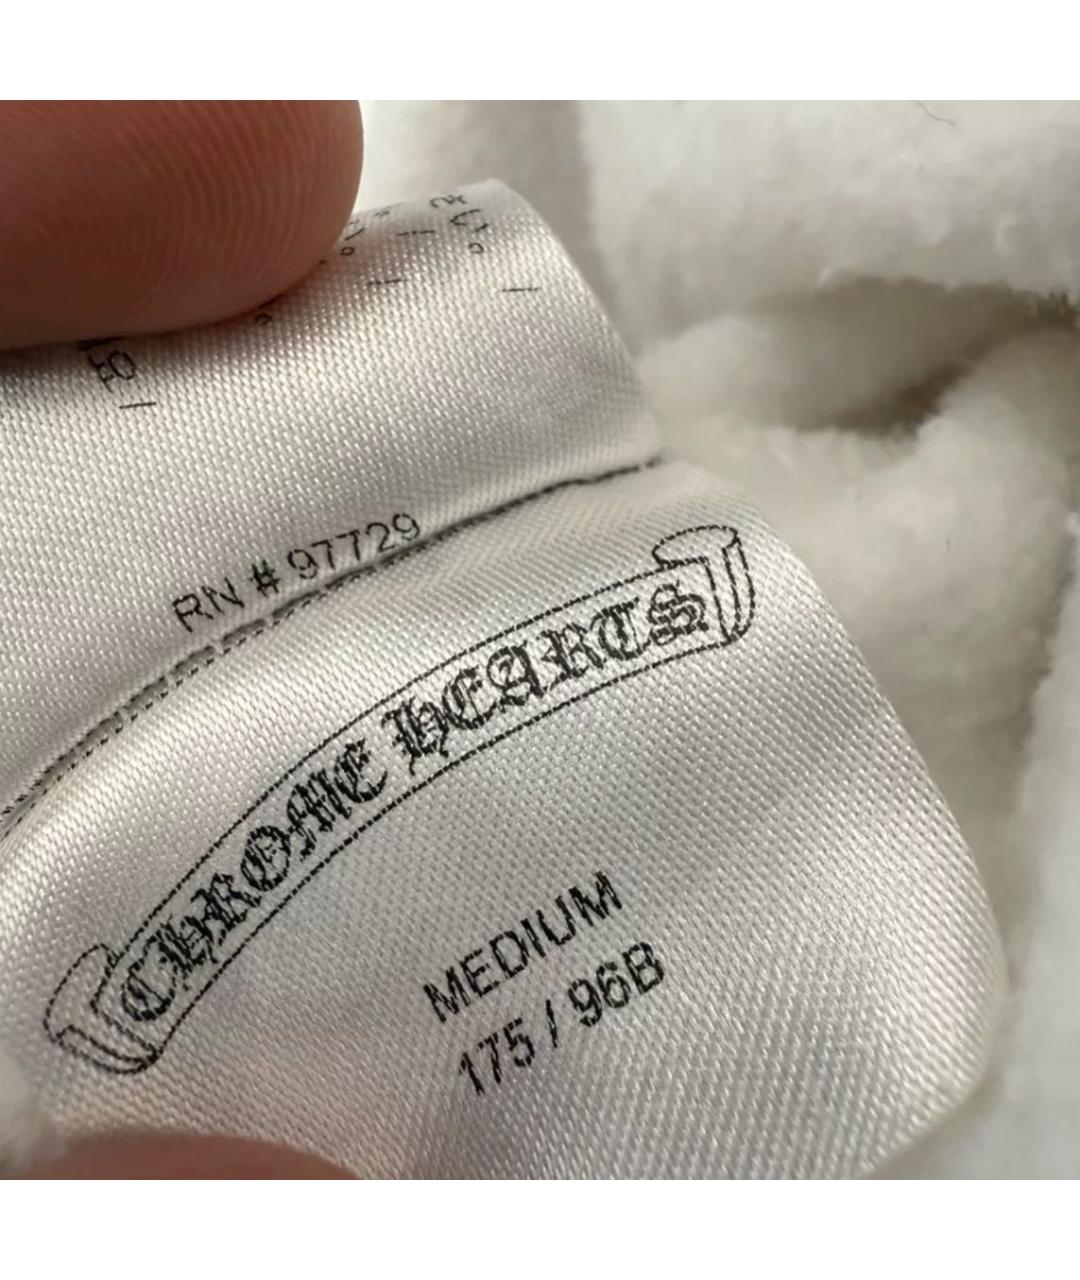 RN # 97729
CHROME HEARTS
MEDIUM
175 / 96B